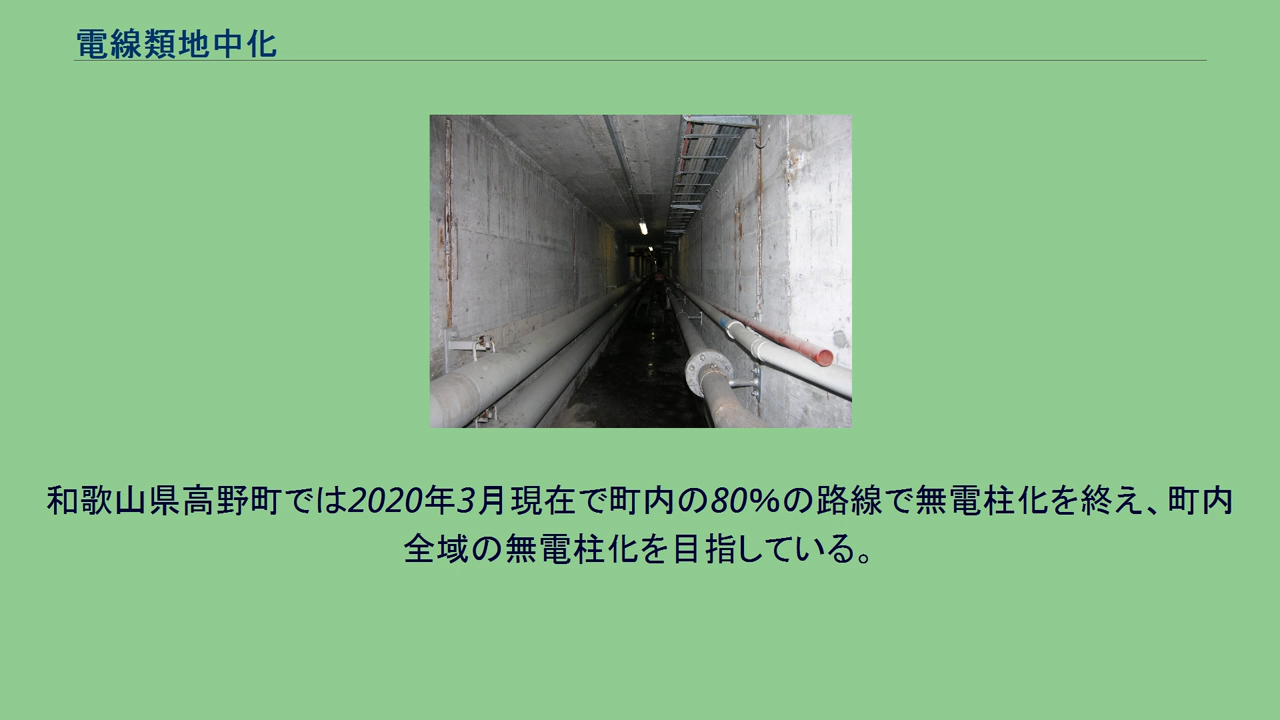 電線類地中化
和歌山県高野町では2020年3月現在で町内の80%の路線で無電柱化を終え、町内
全域の無電柱化を目指している。